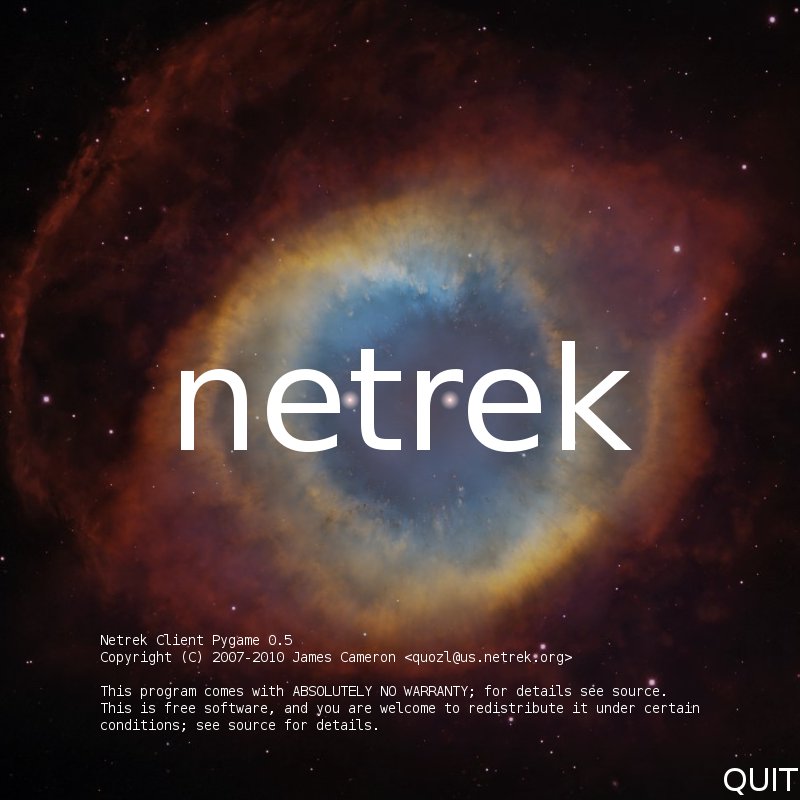 netrek
Netrek Client Pygame 0.5
Copyright (C) 2007-2010 James Cameron <quozl@us.netrek.org>
This program comes with ABSOLUTELY NO WARRANTY; for details see source.
This is free software, and you are welcome to redistribute it under certain
conditions; see source for details.
QUIT